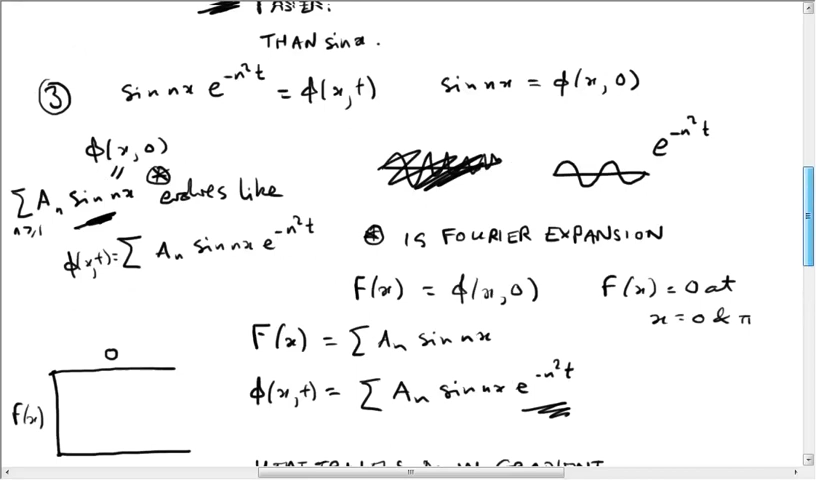 FASTER.
THAN sin x.
③ sin nx e^{-n²t} = ϕ(x,t) sin nx = ϕ(x,0)
ϕ(x,0)
=
∑_{n≥1} A_n sin nx ⊛ evolves like
e^{-n²t}
ϕ(x,t) = ∑ A_n sin nx e^{-n²t}
⊛ IS FOURIER EXPANSION
F(x) = ϕ(x,0) F(x) = 0 at
x = 0 & π
F(x) = ∑ A_n sin nx
ϕ(x,t) = ∑ A_n sin nx e^{-n²t}
0
F(x)